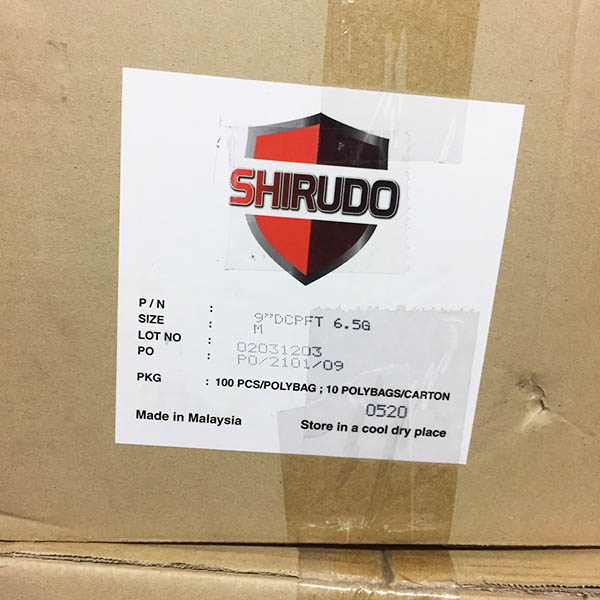 SHIRUDO
P/N : 9”DCPFT 6.5G
SIZE : M
LOT NO : 02031203
PO : PO/2101/09
PKG : 100 PCS/POLYBAG ; 10 POLYBAGS/CARTON
0520
Made in Malaysia Store in a cool dry place